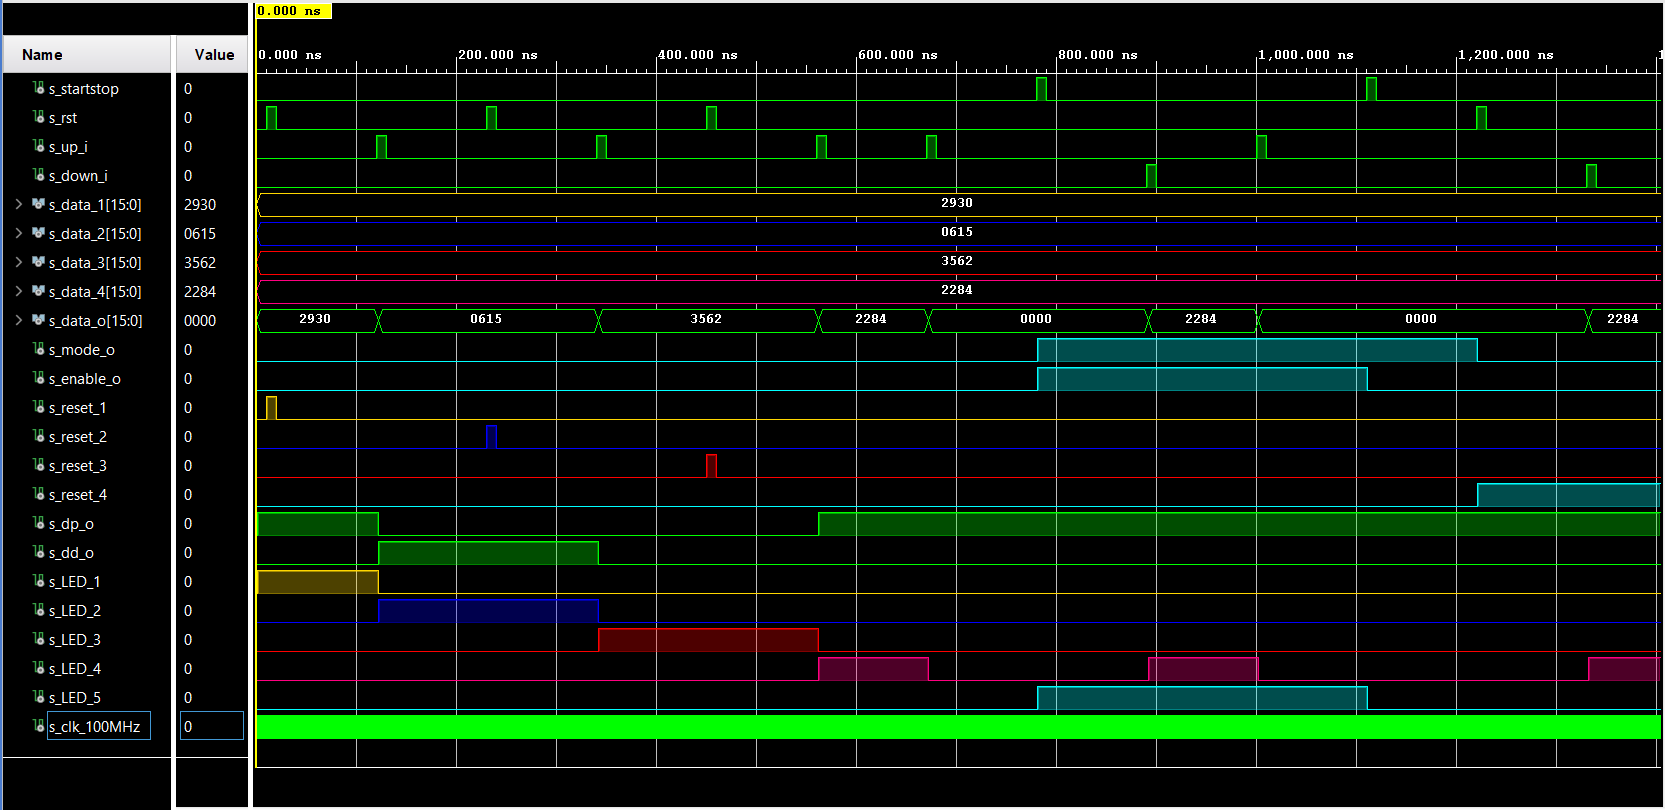 0.000 ns
Name Value
0.000 ns 200.000 ns 400.000 ns 600.000 ns 800.000 ns 1,000.000 ns 1,200.000 ns 1
s_startstop 0
s_rst 0
s_up_i 0
s_down_i 0
s_data_1[15:0] 2930 2930
s_data_2[15:0] 0615 0615
s_data_3[15:0] 3562 3562
s_data_4[15:0] 2284 2284
s_data_o[15:0] 0000 2930 0615 3562 2284 0000 2284 0000 2284
s_mode_o 0
s_enable_o 0
s_reset_1 0
s_reset_2 0
s_reset_3 0
s_reset_4 0
s_dp_o 0
s_dd_o 0
s_LED_1 0
s_LED_2 0
s_LED_3 0
s_LED_4 0
s_LED_5 0
s_clk_100MHz 0